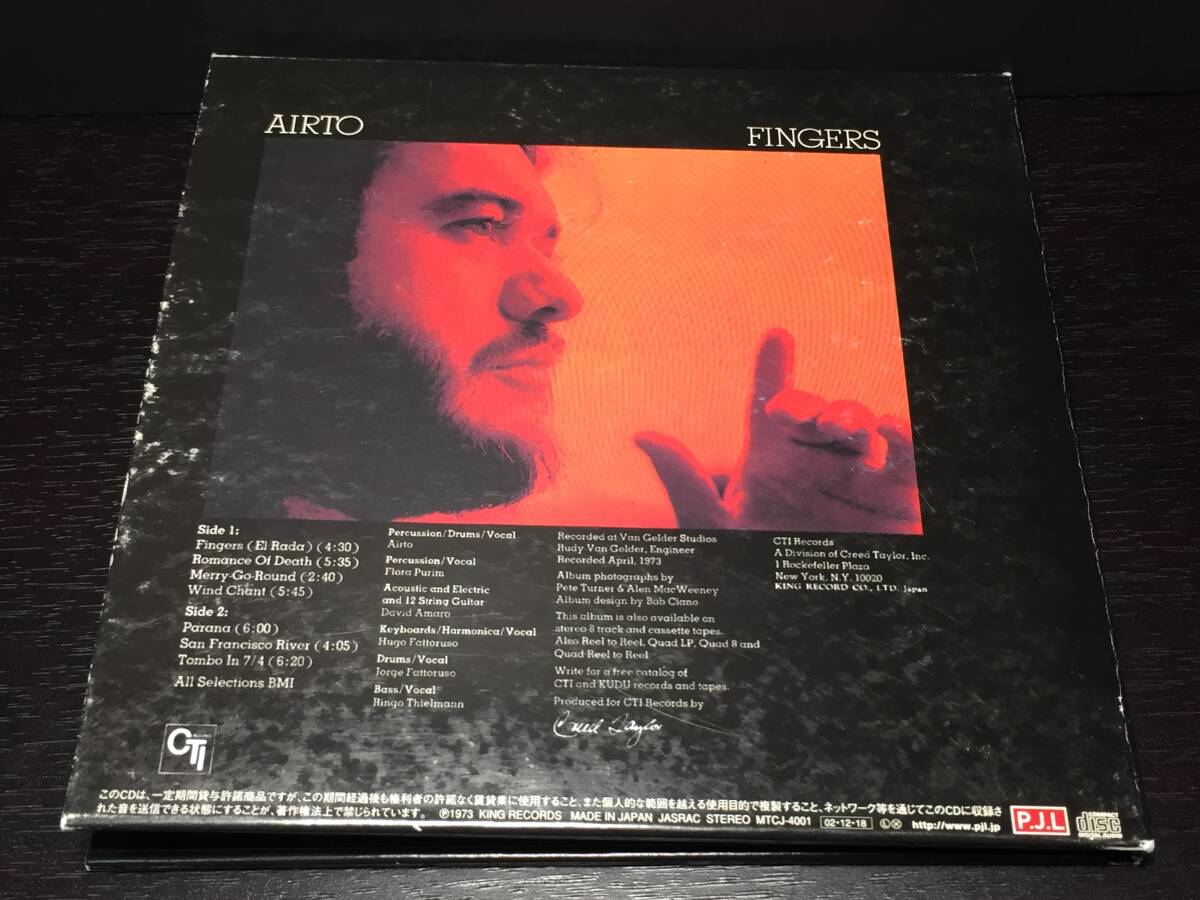 AIRTO
FINGERS
Side 1:
Fingers (El Rada) (4:30)
Romance Of Death (5:35)
Merry-Go-Round (2:40)
Wind Chant (5:45)
Side 2:
Parana (6:00)
San Francisco River (4:05)
Tombo In 7/4 (6:20)
All Selections BMI
Percussion/Drums/Vocal
Airto
Percussion/Vocal
Flora Purim
Acoustic and Electric
and 12 String Guitar
David Amaro
Keyboards/Harmonica/Vocal
Hugo Fattoruso
Drums/Vocal
Jorge Fattoruso
Bass/Vocal
Ringo Thielmann
Recorded at Van Gelder Studios
Rudy Van Gelder, Engineer
Recorded April, 1973
Album photographs by
Pete Turner & Alen MacWeeney
Album design by Bob Ciano
This album is also available on
stereo 8 track and cassette tapes.
Also Reel to Reel, Quad LP, Quad 8 and
Quad Reel to Reel
Write for a free catalog of
CTI and KUDU records and tapes.
Produced for CTI Records by
Creed Taylor
CTI Records
A Division of Creed Taylor, Inc.
1 Rockefeller Plaza
New York, N.Y. 10020
KING RECORD CO., LTD. Japan
CTI
このCDは、一定期間貸与許諾商品ですが、この期間経過後も権利者の許諾なく賃貸業に使用すること、また個人的な範囲を越える使用目的で複製すること、ネットワーク等を通じてこのCDに収録さ
れた音を送信できる状態にすることが、著作権法上で禁じられています。 ℗1973 KING RECORDS MADE IN JAPAN JASRAC STEREO MTCJ-4001 02・12・18 Ⓛ http://www.pjl.jp
P.J.L
COMPACT
disc
DIGITAL AUDIO